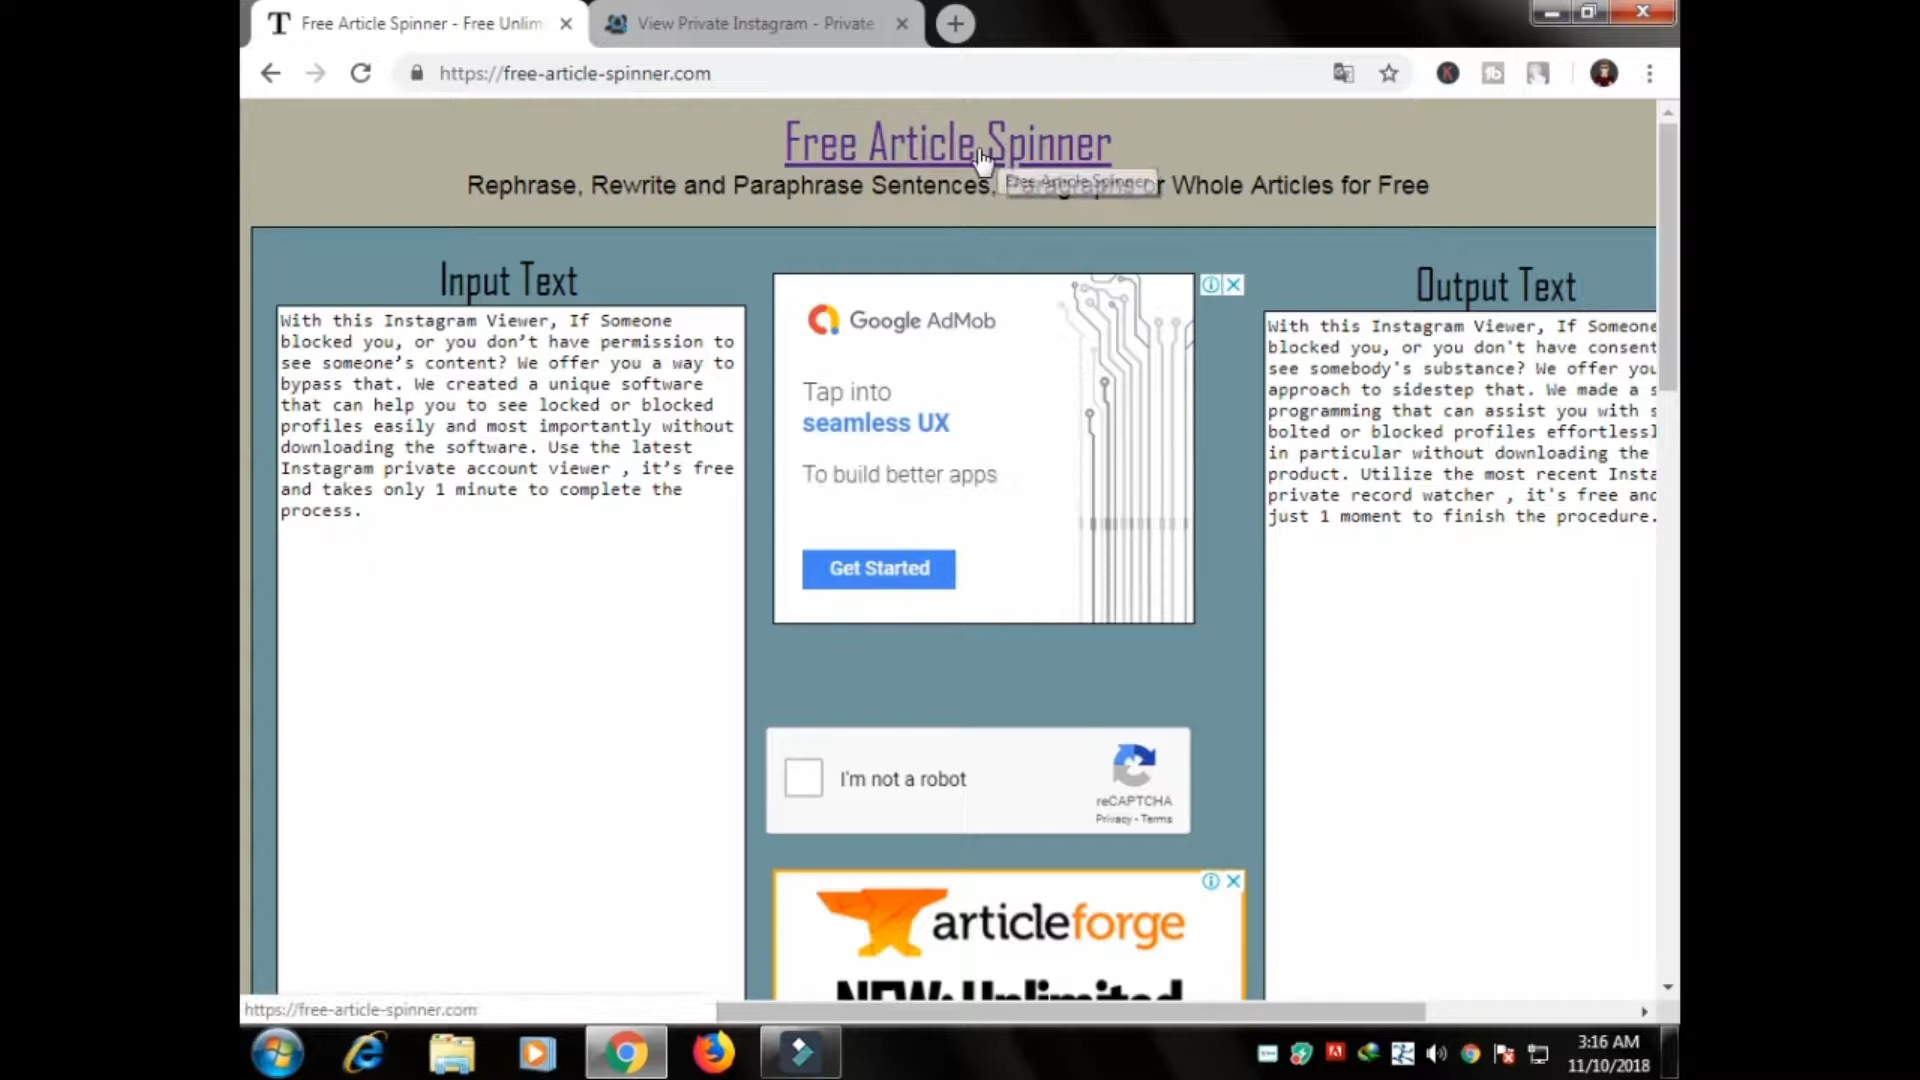 Free Article Spinner - Free Unlim
View Private Instagram - Private
https://free-article-spinner.com
Free Article Spinner
Rephrase, Rewrite and Paraphrase Sentences, Paragraphs or Whole Articles for Free
Free Article Spinner
Input Text
With this Instagram Viewer, If Someone
blocked you, or you don’t have permission to
see someone’s content? We offer you a way to
bypass that. We created a unique software
that can help you to see locked or blocked
profiles easily and most importantly without
downloading the software. Use the latest
Instagram private account viewer , it’s free
and takes only 1 minute to complete the
process.
Google AdMob
Tap into
seamless UX
To build better apps
Get Started
I'm not a robot
reCAPTCHA
Privacy - Terms
articleforge
NEW: Unlimited
Output Text
With this Instagram Viewer, If Someone
blocked you, or you don't have consent
see somebody's substance? We offer you
approach to sidestep that. We made a s
programming that can assist you with s
bolted or blocked profiles effortlessl
in particular without downloading the
product. Utilize the most recent Insta
private record watcher , it's free and
just 1 moment to finish the procedure.
https://free-article-spinner.com
3:16 AM
11/10/2018